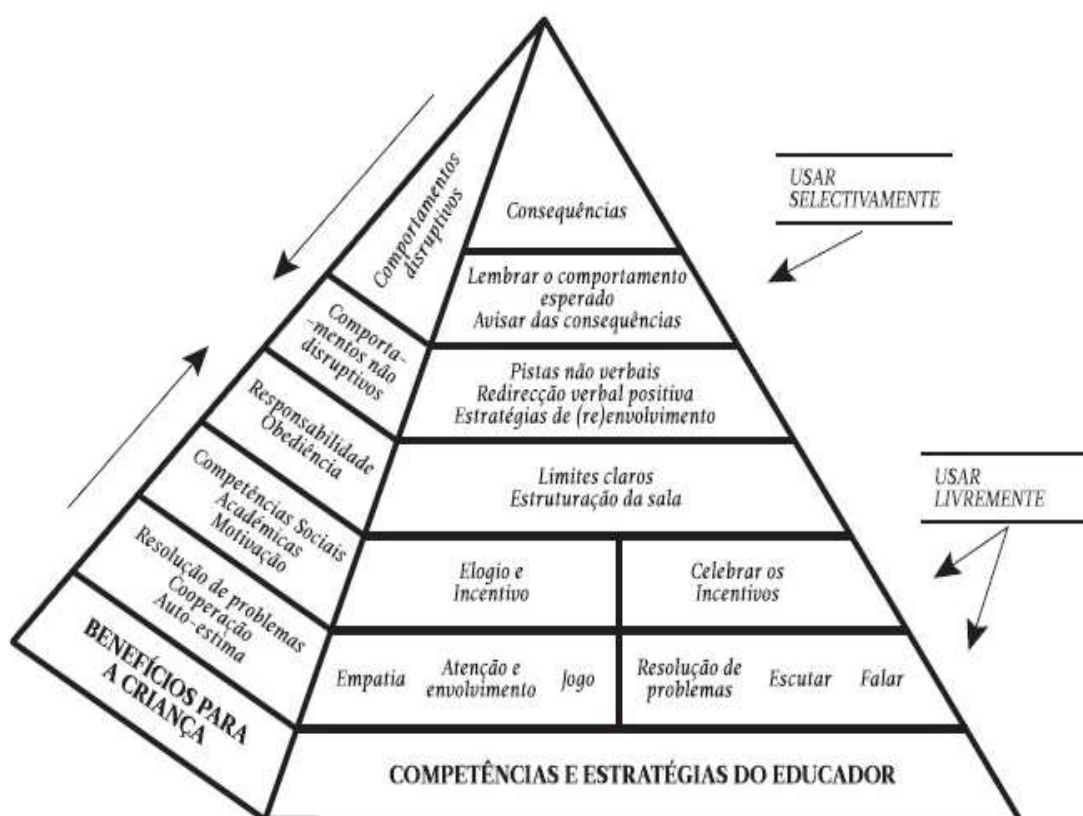 Comportamentos
disruptivos
Comporta-
-mentos não
disruptivos
Responsabilidade
Obediência
Competências Sociais
Académicas
Motivação
Resolução de problemas
Cooperação
Auto-estima
BENEFÍCIOS PARA
A CRIANÇA
Consequências
Lembrar o comportamento
esperado
Avisar das consequências
Pistas não verbais
Redirecção verbal positiva
Estratégias de (re)envolvimento
Limites claros
Estruturação da sala
Elogio e
Incentivo
Celebrar os
Incentivos
Empatia
Atenção e
envolvimento
Jogo
Resolução de
problemas
Escutar
Falar
COMPETÊNCIAS E ESTRATÉGIAS DO EDUCADOR
USAR
SELECTIVAMENTE
USAR
LIVREMENTE